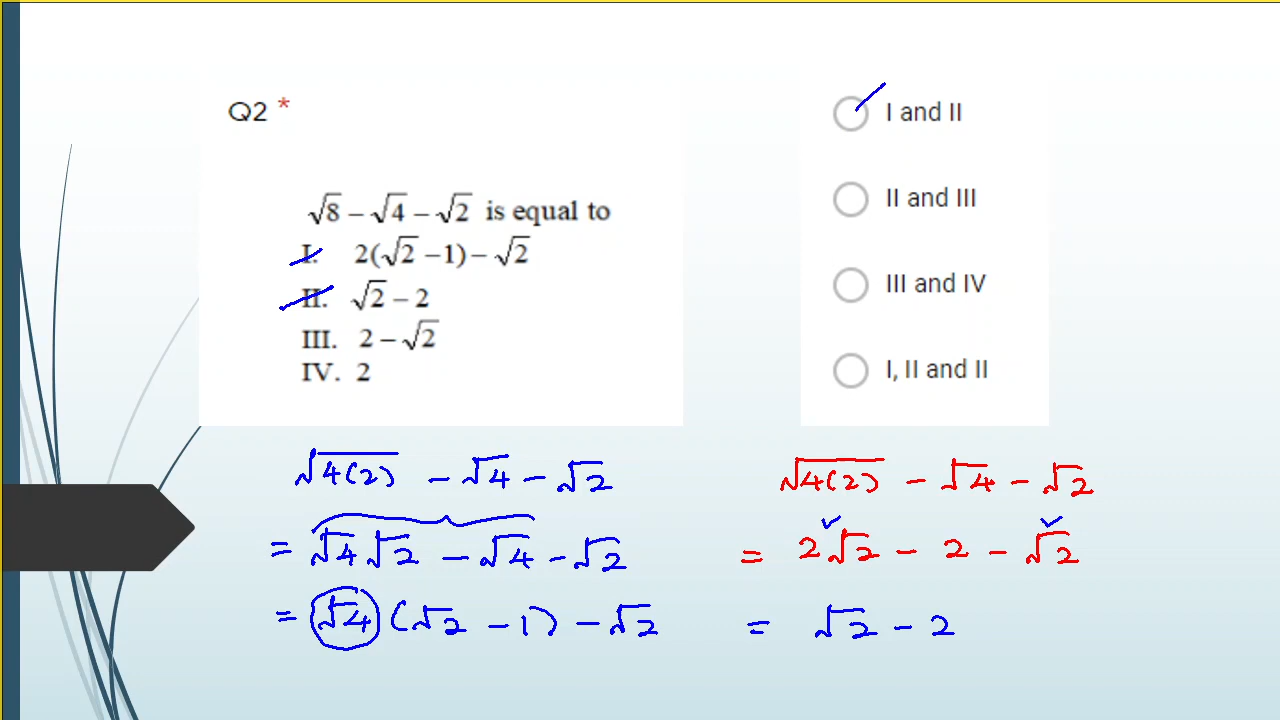 Q2 *
√8 – √4 – √2 is equal to
I. 2(√2 – 1) – √2
II. √2 – 2
III. 2 – √2
IV. 2
I and II
II and III
III and IV
I, II and II
√4(2) – √4 – √2
= √4 √2 – √4 – √2
= √4 (√2 – 1) – √2
√4(2) – √4 – √2
= 2√2 – 2 – √2
= √2 – 2